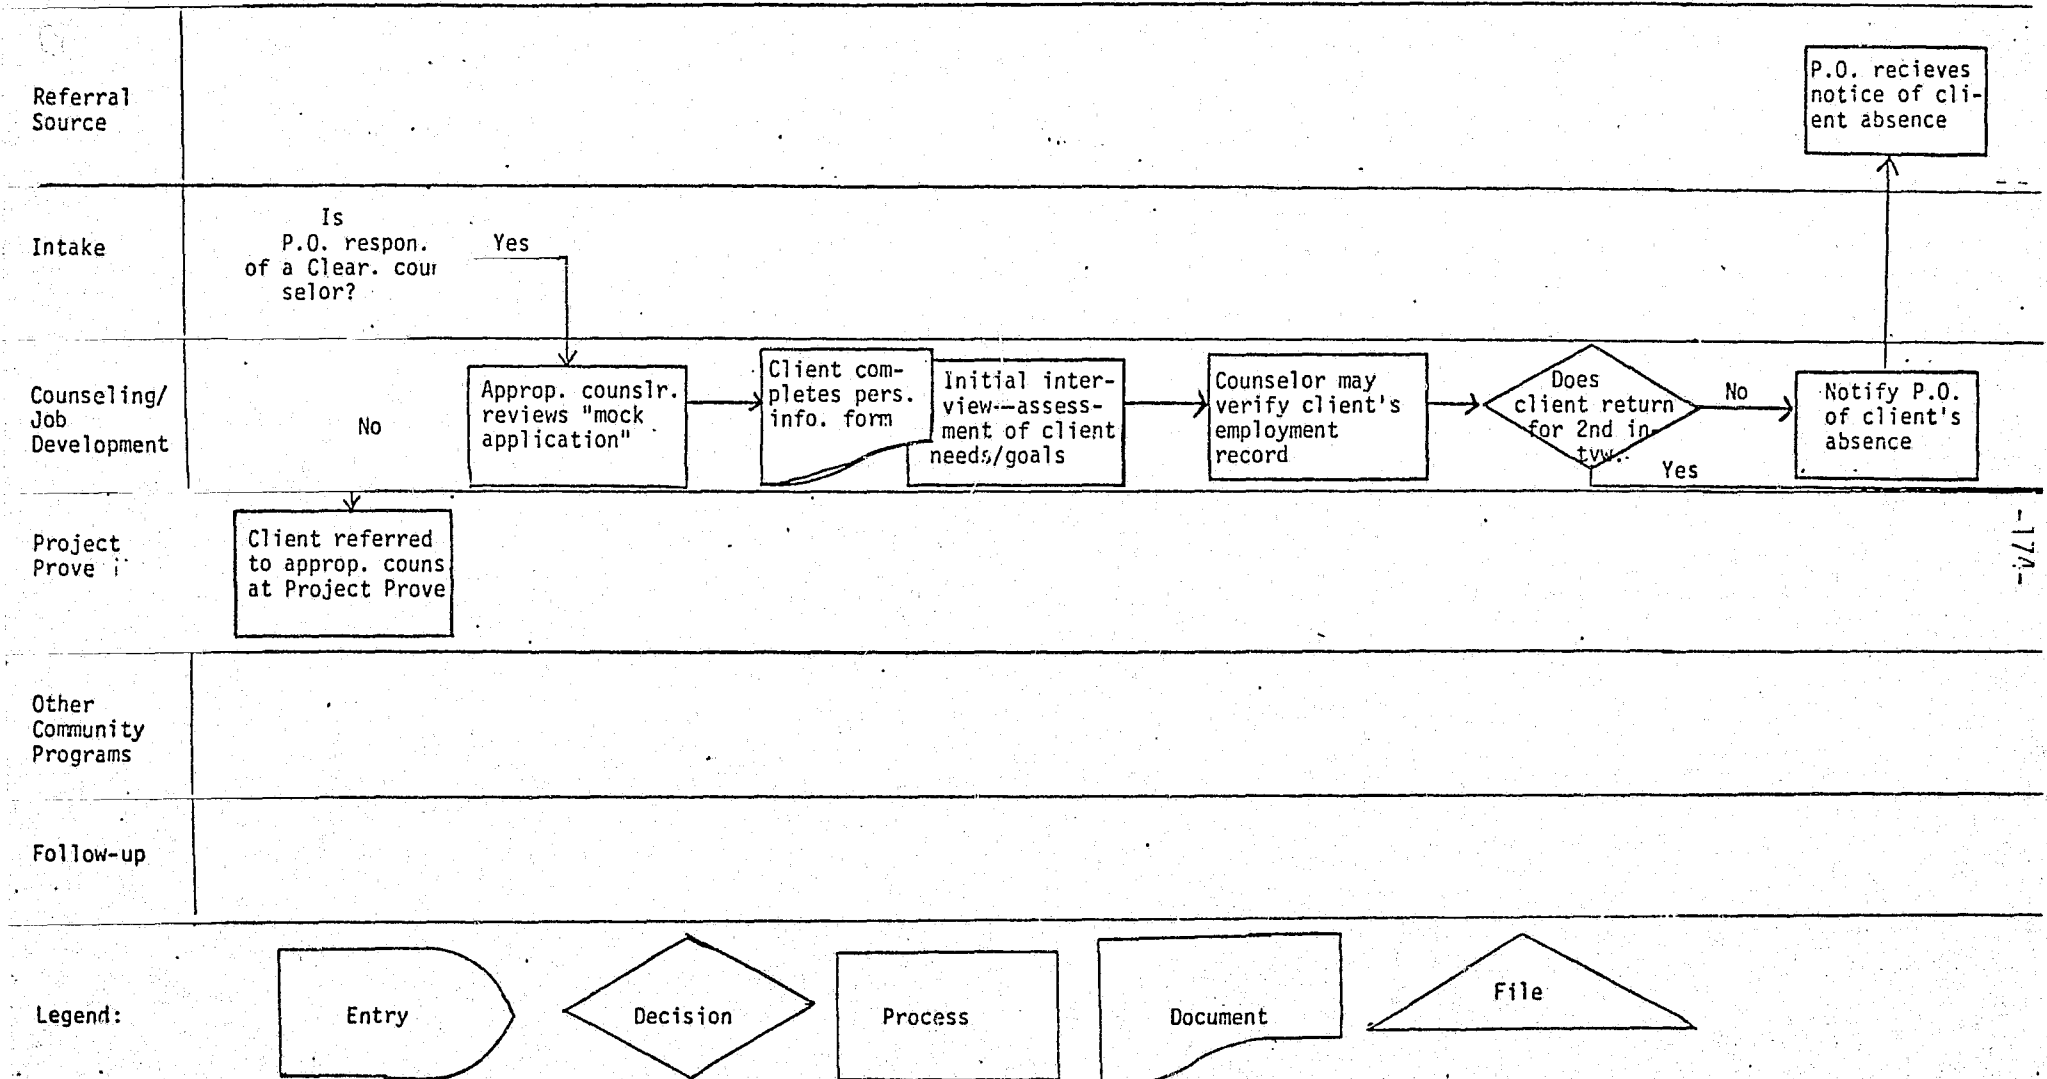 P.O. recieves
notice of cli-
ent absence
Referral
Source
Is
P.O. respon.
of a Clear. cour
selor?
Yes
Intake
Counseling/
Job
Development
No
Approp. counslr.
reviews "mock
application"
Client com-
pletes pers.
info. form
Initial inter-
view--assess-
ment of client
needs/goals
Counselor may
verify client's
employment
record
Does
client return
for 2nd in-
tvw.
No
Yes
Notify P.O.
of client's
absence
Project
Prove
Client referred
to approp. couns
at Project Prove
-174-
Other
Community
Programs
Follow-up
Legend:
Entry
Decision
Process
Document
File